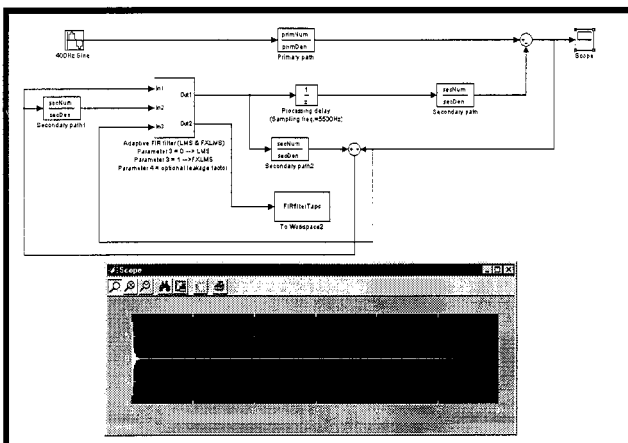 400Hz Sine
primNum
primDen
Primary path
Scope
In1
In2
In3
Out1
Out2
secNum
secDen
Secondary path1
1
z
Processing delay
(Sampling freq.=5500Hz)
secNum
secDen
Secondary path
Adaptive FIR filter (LMS & FXLMS)
Parameter 3 = 0 --> LMS
Parameter 3 = 1 -->FXLMS
Parameter 4 = optional leakage factor
secNum
secDen
Secondary path2
FIRfilterTaps
To Workspace2
Scope